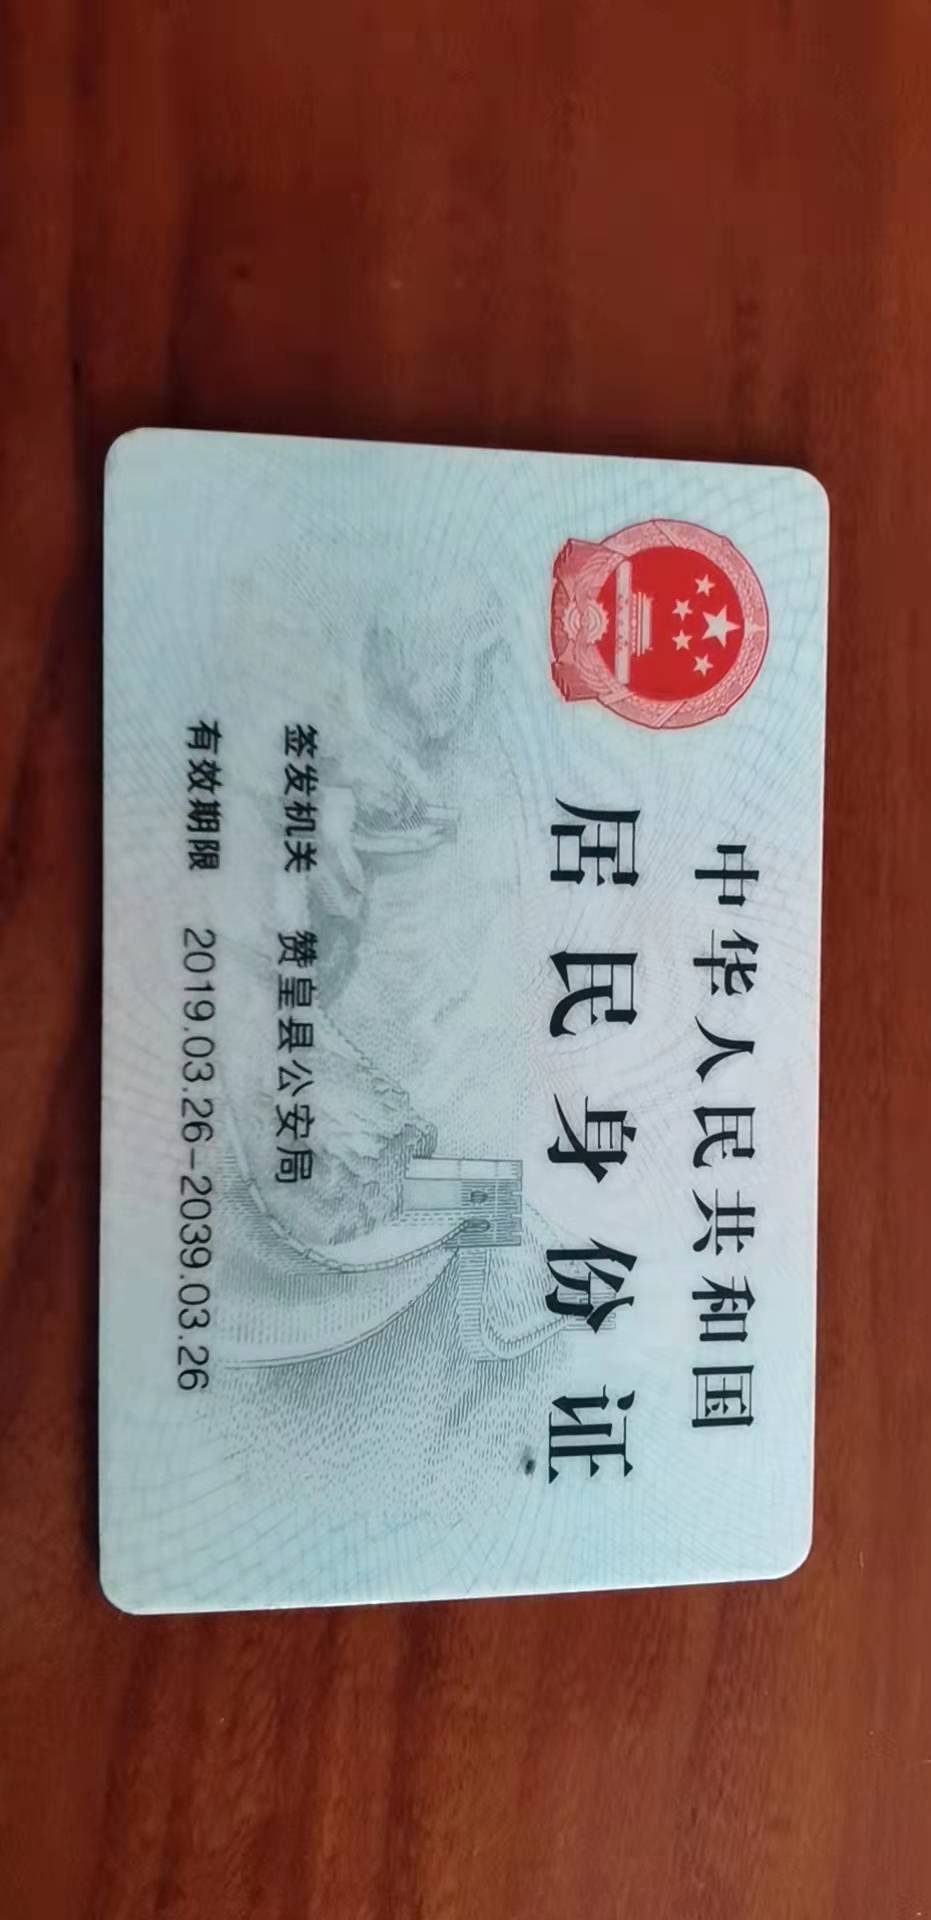 中华人民共和国
居民身份证
签发机关 赞皇县公安局
有效期限 2019.03.26-2039.03.26